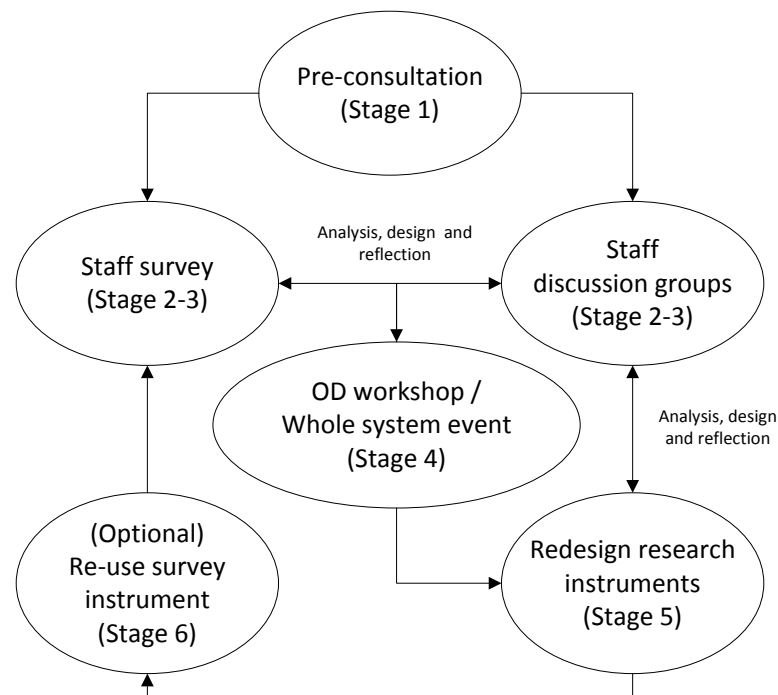 Pre-consultation
(Stage 1)
Analysis, design and
reflection
Staff survey
(Stage 2-3)
Staff
discussion groups
(Stage 2-3)
OD workshop /
Whole system event
(Stage 4)
Analysis, design
and reflection
(Optional)
Re-use survey
instrument
(Stage 6)
Redesign research
instruments
(Stage 5)